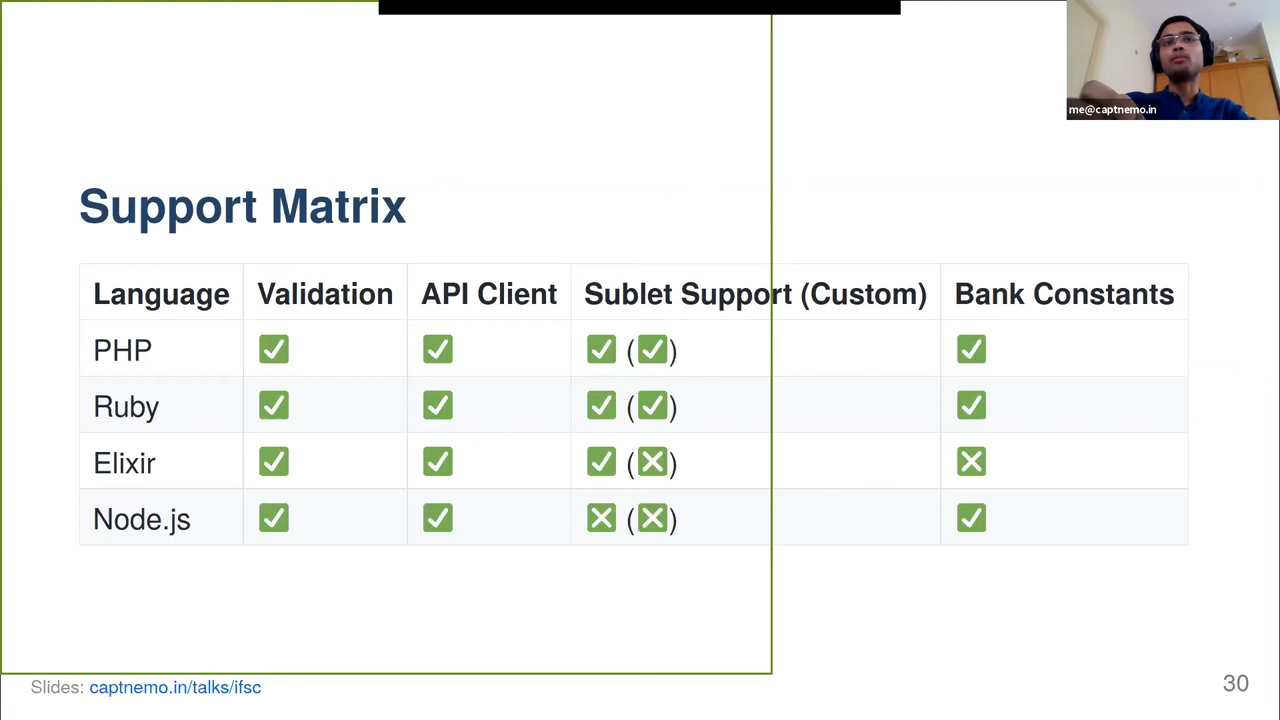 me@captnemo.in
Support Matrix
Language Validation API Client Sublet Support (Custom) Bank Constants
PHP ✅ ✅ ✅ (✅) ✅
Ruby ✅ ✅ ✅ (✅) ✅
Elixir ✅ ✅ ✅ (❎) ❎
Node.js ✅ ✅ ❎ (❎) ✅
Slides: captnemo.in/talks/ifsc
30